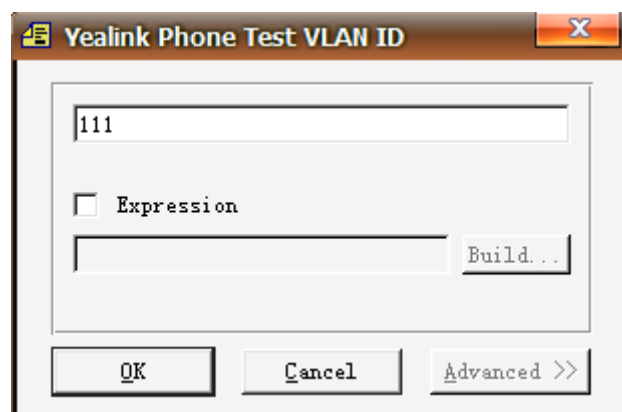 Yealink Phone Test VLAN ID
111
Expression
Build...
OK Cancel Advanced >>